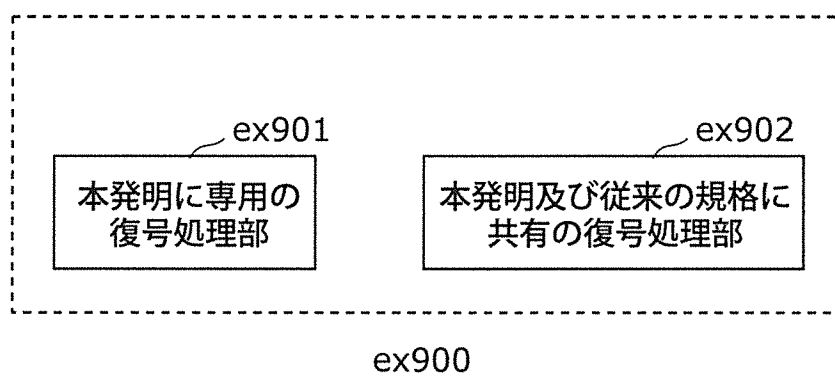 ex901
ex902
本発明に専用の
復号処理部
本発明及び従来の規格に
共有の復号処理部
ex900